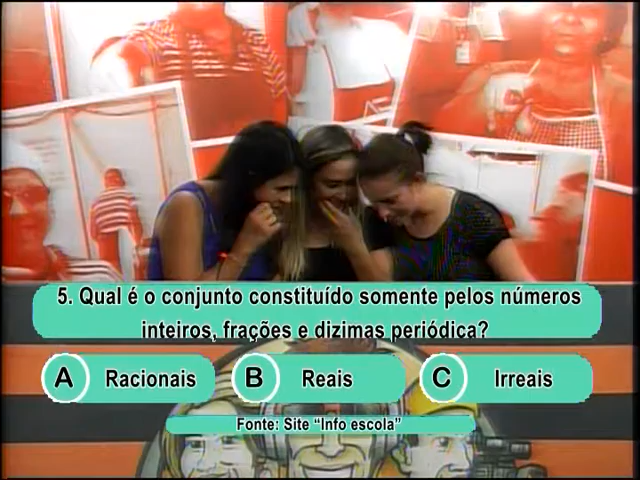 5. Qual é o conjunto constituído somente pelos números
inteiros, frações e dizimas periódica?
A Racionais
B Reais
C Irreais
Fonte: Site “Info escola”